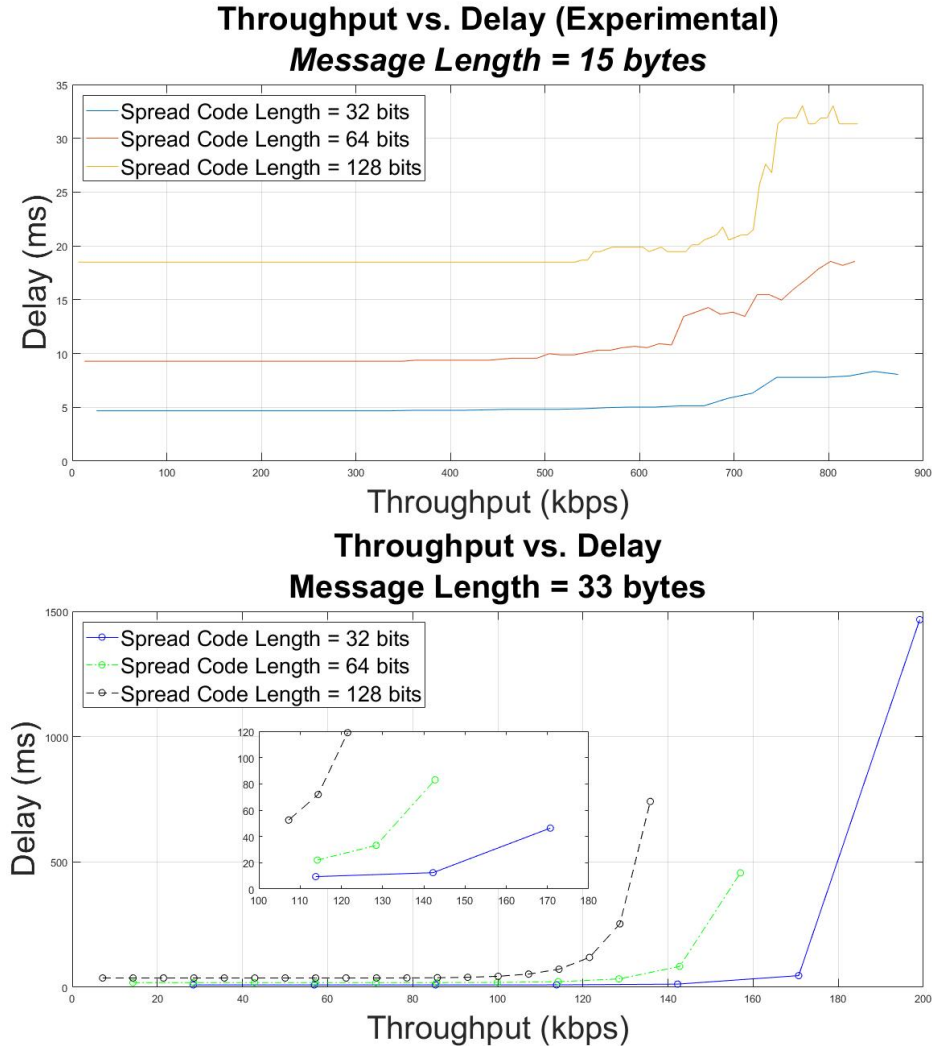 Throughput vs. Delay (Experimental)
Message Length = 15 bytes
35
30
25
20
15
10
5
0
Delay (ms)
Spread Code Length = 32 bits
Spread Code Length = 64 bits
Spread Code Length = 128 bits
0 100 200 300 400 500 600 700 800 900
Throughput (kbps)
Throughput vs. Delay
Message Length = 33 bytes
1500
1000
500
0
Delay (ms)
Spread Code Length = 32 bits
Spread Code Length = 64 bits
Spread Code Length = 128 bits
120
100
80
60
40
20
0
100 110 120 130 140 150 160 170 180
0 20 40 60 80 100 120 140 160 180 200
Throughput (kbps)